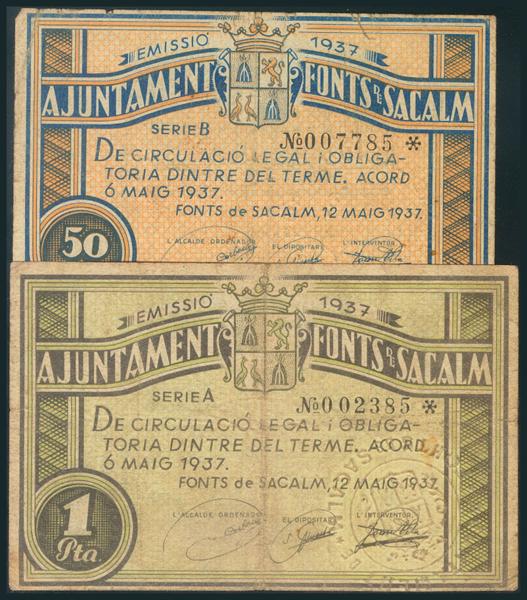 EMISSIÓ 1937
AJUNTAMENT FONTS DE SACALM
SERIE B №007785 *
DE CIRCULACIÓ LEGAL I OBLIGA-
TORIA DINTRE DEL TERME. ACORD
6 MAIG 1937.
FONTS de SACALM, 12 MAIG 1937.
L'ALCALDE ORDENADOR EL DIPOSITARI L'INTERVENTOR
50
EMISSIÓ 1937
AJUNTAMENT FONTS DE SACALM
SERIE A №002385 *
DE CIRCULACIÓ LEGAL I OBLIGA-
TORIA DINTRE DEL TERME. ACORD
6 MAIG 1937.
FONTS de SACALM, 12 MAIG 1937.
L'ALCALDE ORDENADOR EL DIPOSITARI L'INTERVENTOR,
1
Pta.